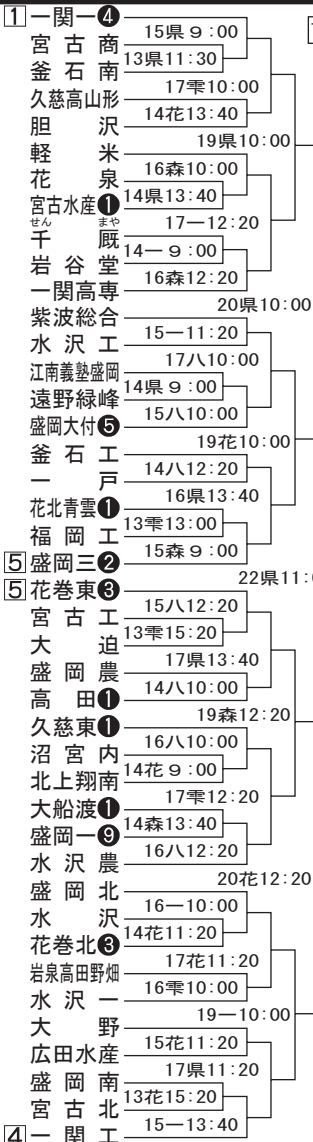 1 一関一❹
15県9:00
宮古商
13県11:30
釜石南
17雫10:00
久慈高山形
14花13:40
胆沢
19県10:00
軽米
16森10:00
花泉
14県13:40
宮古水産❶
17一12:20
せん まや
千厩
14一9:00
岩谷堂
16森12:20
一関高専
20県10:00
紫波総合
15一11:20
水沢工
17八10:00
江南義塾盛岡
14県9:00
遠野緑峰
15八10:00
盛岡大付❺
19花10:00
釜石工
14八12:20
一戸
16県13:40
花北青雲❶
13雫13:00
福岡工
15森9:00
5 盛岡三❷
22県11:
5 花巻東❸
15八12:20
宮古工
13雫15:20
大迫
17県13:40
盛岡農
14八10:00
高田❶
19森12:20
久慈東❶
16八10:00
沼宮内
14花9:00
北上翔南
17雫12:20
大船渡❶
14森13:40
盛岡一❾
16八12:20
水沢農
20花12:20
盛岡北
16一10:00
水沢
14花11:20
花巻北❸
17花11:20
岩泉高田野畑
16雫10:00
水沢一
19一10:00
大野
15花11:20
広田水産
17県11:20
盛岡南
13花15:20
宮古北
15一13:40
4 一関工